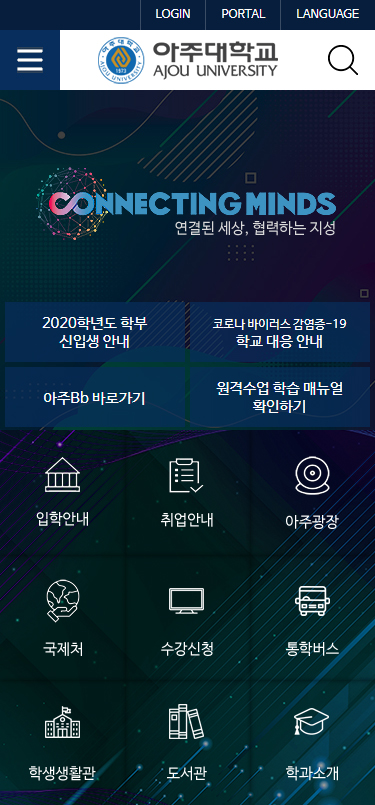 LOGIN PORTAL LANGUAGE
아주대학교
AJOU UNIVERSITY
CONNECTING MINDS
연결된 세상, 협력하는 지성
2020학년도 학부
신입생 안내
코로나 바이러스 감염증-19
학교 대응 안내
아주Bb 바로가기
원격수업 학습 매뉴얼
확인하기
입학안내 취업안내 아주광장
국제처 수강신청 통학버스
학생생활관 도서관 학과소개